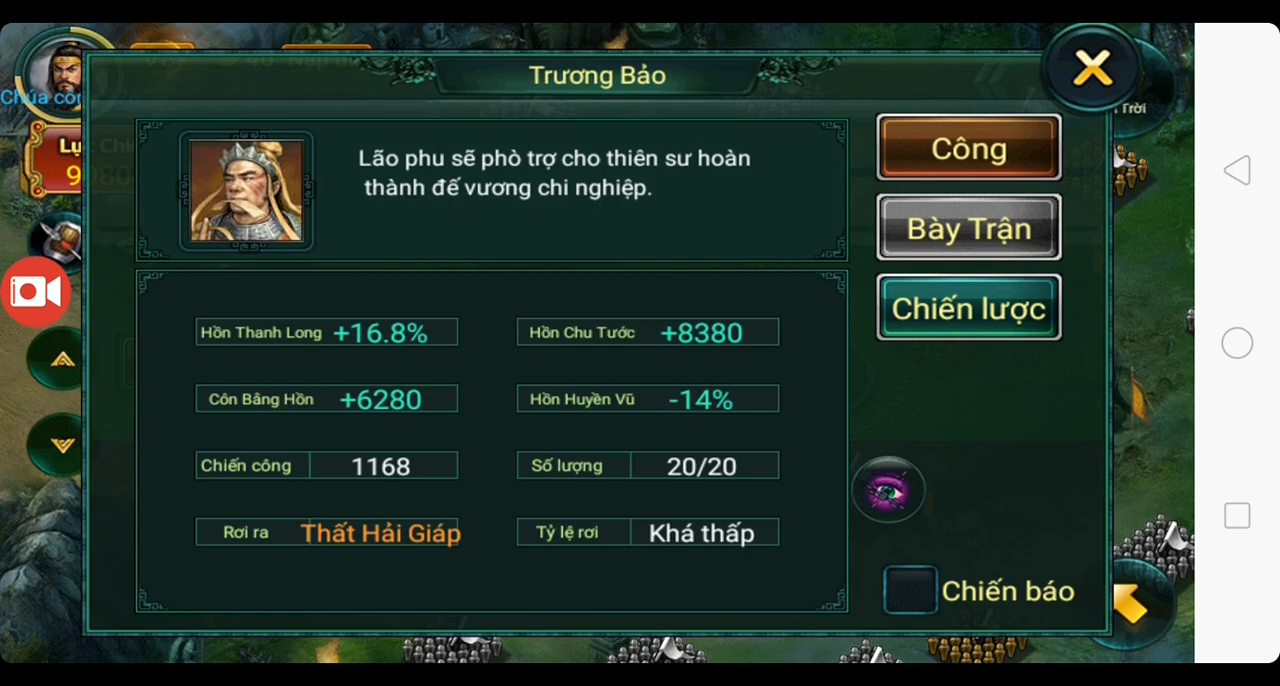 Trương Bảo
Chúa côn
Trời
Lão phu sẽ phò trợ cho thiên sư hoàn
thành đế vương chi nghiệp.
Công
Bày Trận
Chiến lược
Hồn Thanh Long +16.8%
Hồn Chu Tước +8380
Côn Bằng Hồn +6280
Hồn Huyền Vũ -14%
Chiến công 1168
Số lượng 20/20
Rơi ra Thất Hải Giáp
Tỷ lệ rơi Khá thấp
Chiến báo